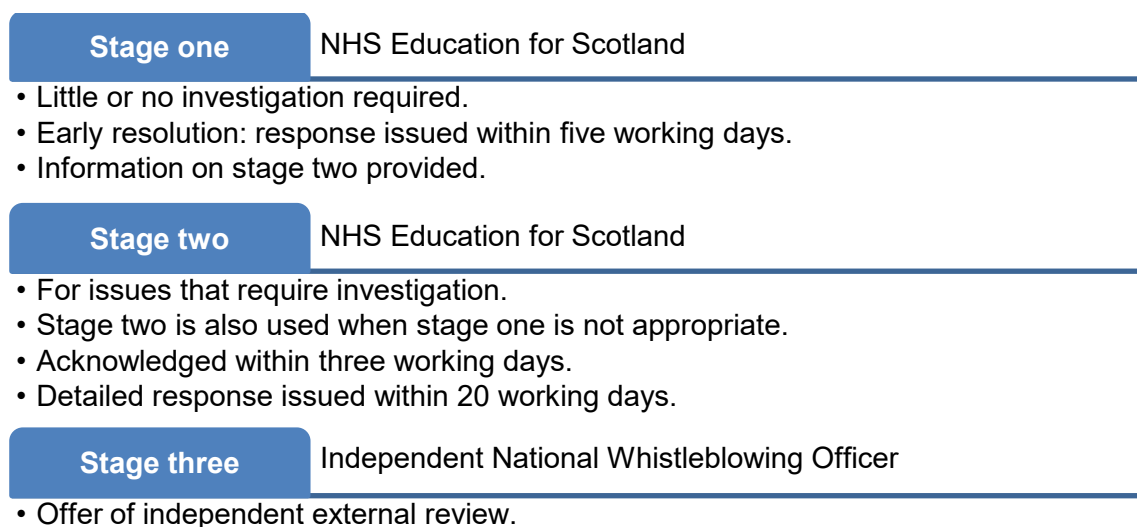 Stage one NHS Education for Scotland
• Little or no investigation required.
• Early resolution: response issued within five working days.
• Information on stage two provided.
Stage two NHS Education for Scotland
• For issues that require investigation.
• Stage two is also used when stage one is not appropriate.
• Acknowledged within three working days.
• Detailed response issued within 20 working days.
Stage three Independent National Whistleblowing Officer
• Offer of independent external review.